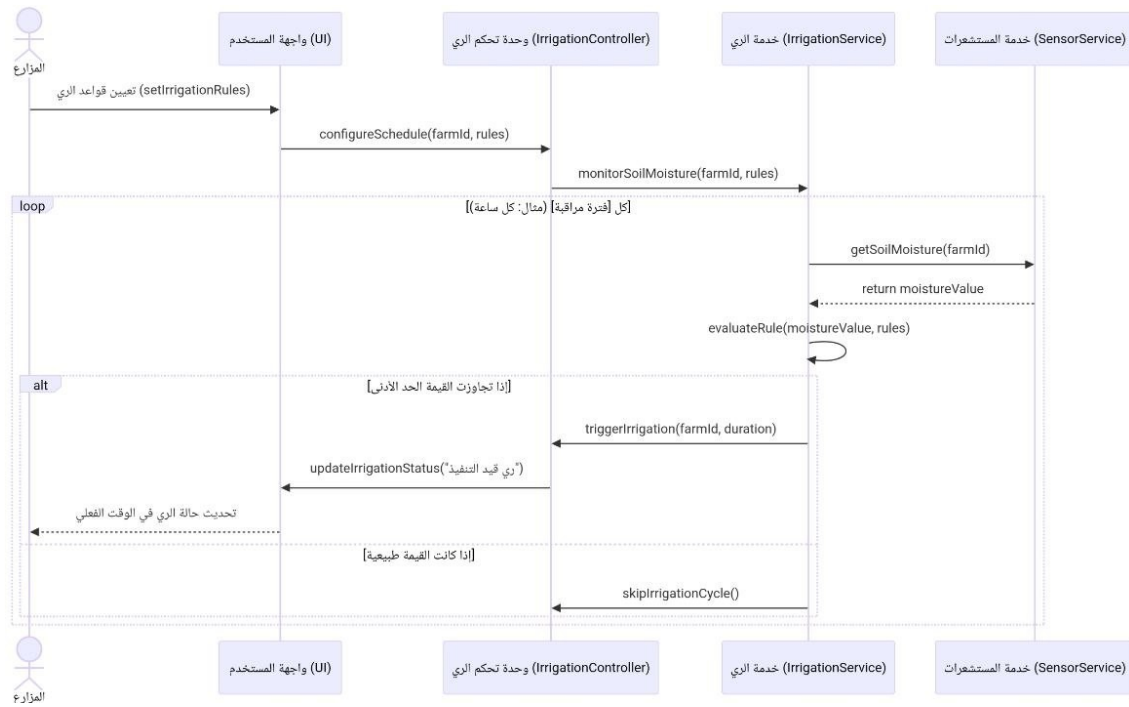 المزارع
واجهة المستخدم (UI)
وحدة تحكم الري (IrrigationController)
خدمة الري (IrrigationService)
خدمة المستشعرات (SensorService)
تعيين قواعد الري (setIrrigationRules)
configureSchedule(farmId, rules)
monitorSoilMoisture(farmId, rules)
loop
[كل [فترة مراقبة] (مثال: كل ساعة)]
getSoilMoisture(farmId)
return moistureValue
evaluateRule(moistureValue, rules)
alt
[إذا تجاوزت القيمة الحد الأدنى]
triggerIrrigation(farmId, duration)
updateIrrigationStatus("ري قيد التنفيذ")
تحديث حالة الري في الوقت الفعلي
[إذا كانت القيمة طبيعية]
skipIrrigationCycle()
المزارع
واجهة المستخدم (UI)
وحدة تحكم الري (IrrigationController)
خدمة الري (IrrigationService)
خدمة المستشعرات (SensorService)